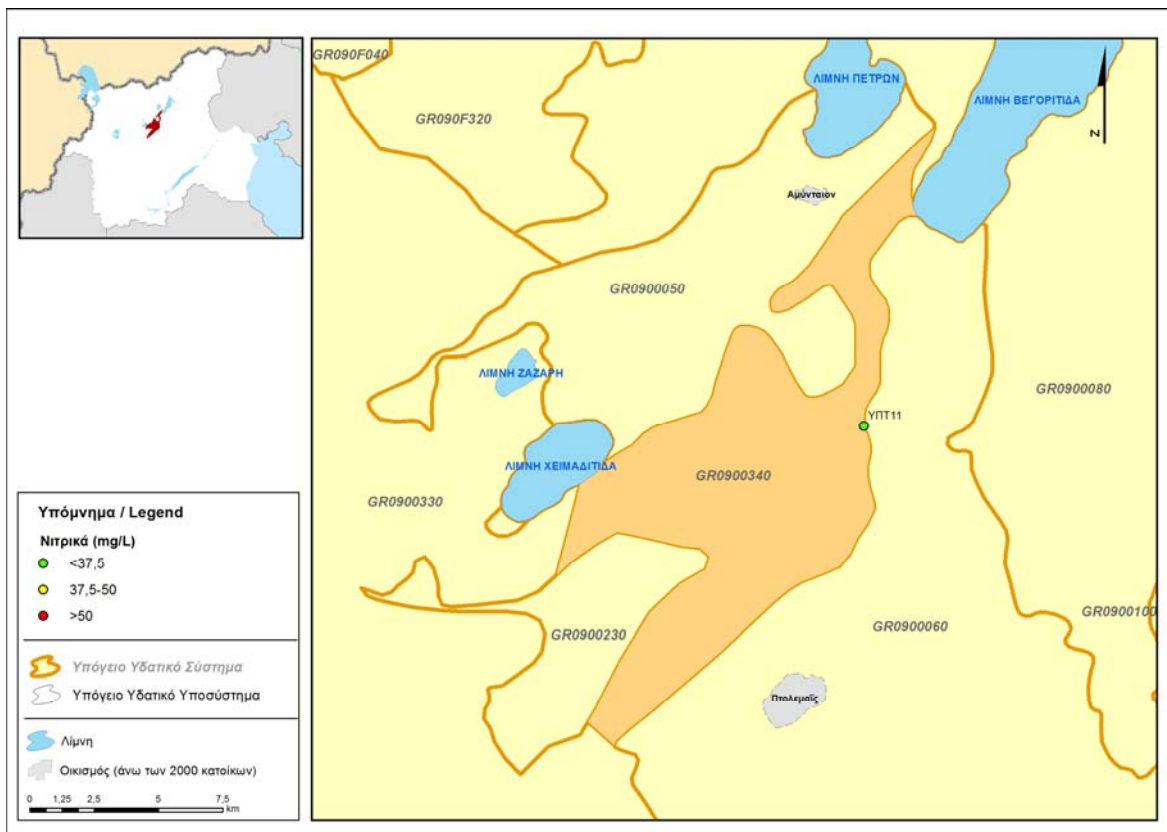 GR090F040
GR090F320
ΛΙΜΝΗ ΠΕΤΡΩΝ
ΛΙΜΝΗ ΒΕΓΟΡΙΤΙΔΑ
N
Αμύνταιον
GR0900050
ΛΙΜΝΗ ΖΑΖΑΡΗ
GR0900080
ΥΠΤ11
ΛΙΜΝΗ ΧΕΙΜΑΔΙΤΙΔΑ
GR0900340
GR0900330
GR0900230
GR0900060
GR0900100
Πτολεμαΐς
Υπόμνημα / Legend
Νιτρικά (mg/L)
<37,5
37,5-50
>50
Υπόγειο Υδατικό Σύστημα
Υπόγειο Υδατικό Υποσύστημα
Λίμνη
Οικισμός (άνω των 2000 κατοίκων)
0 1,25 2,5 5 7,5
km